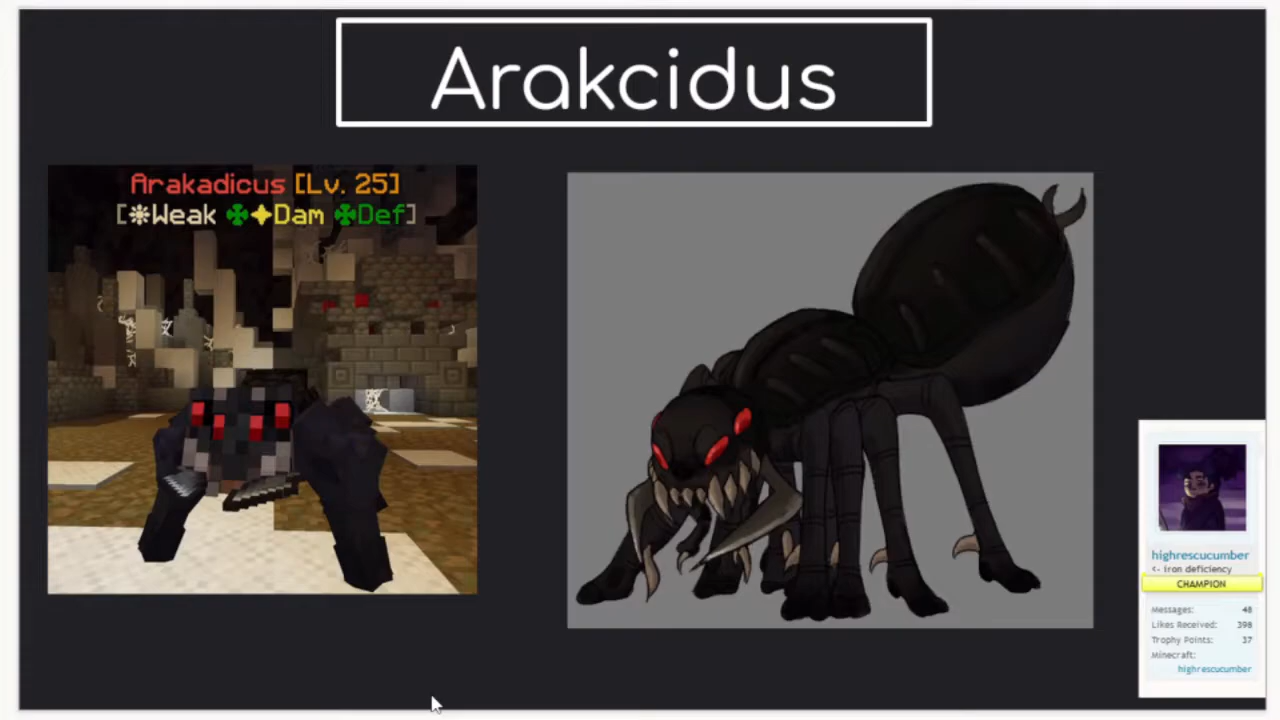 Arakcidus
Arakadicus [Lv. 25]
[❋Weak ✤✦Dam ✤Def]
highrescucumber
<- iron deficiency
CHAMPION
Messages: 48
Likes Received: 398
Trophy Points: 37
Minecraft:
highrescucumber